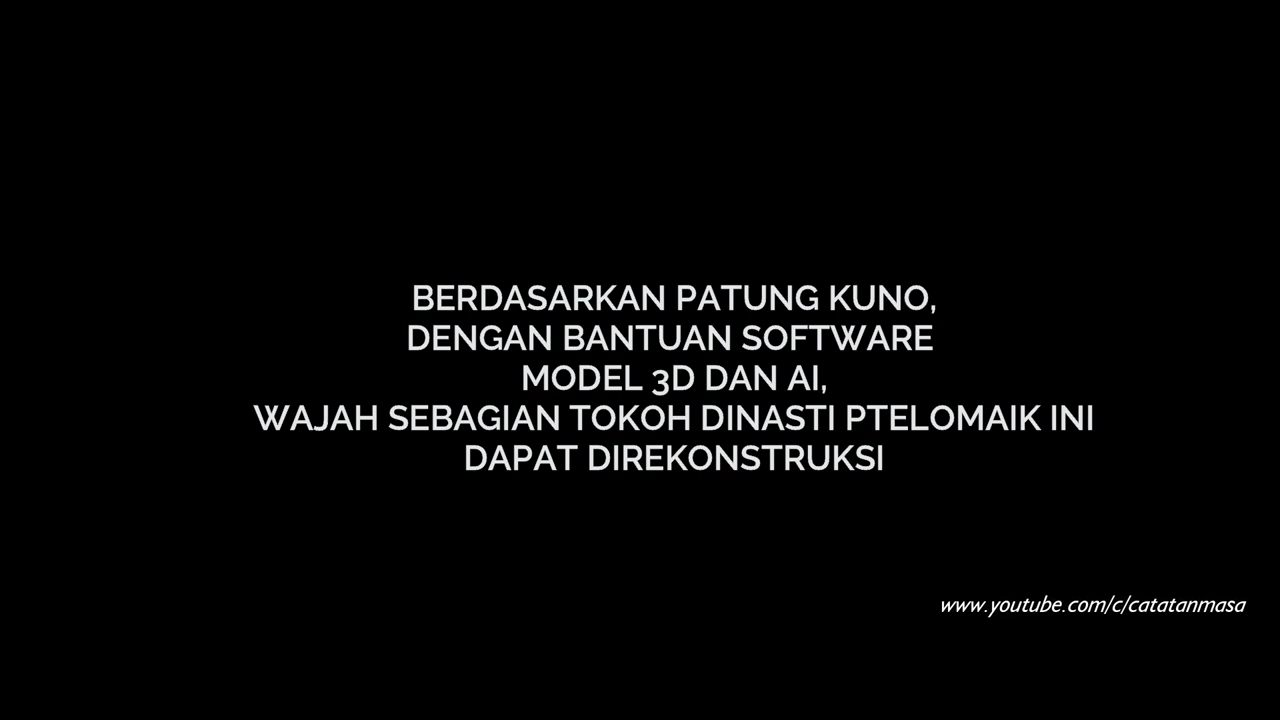 BERDASARKAN PATUNG KUNO,
DENGAN BANTUAN SOFTWARE
MODEL 3D DAN AI,
WAJAH SEBAGIAN TOKOH DINASTI PTELOMAIK INI
DAPAT DIREKONSTRUKSI
www.youtube.com/c/catatanmasa